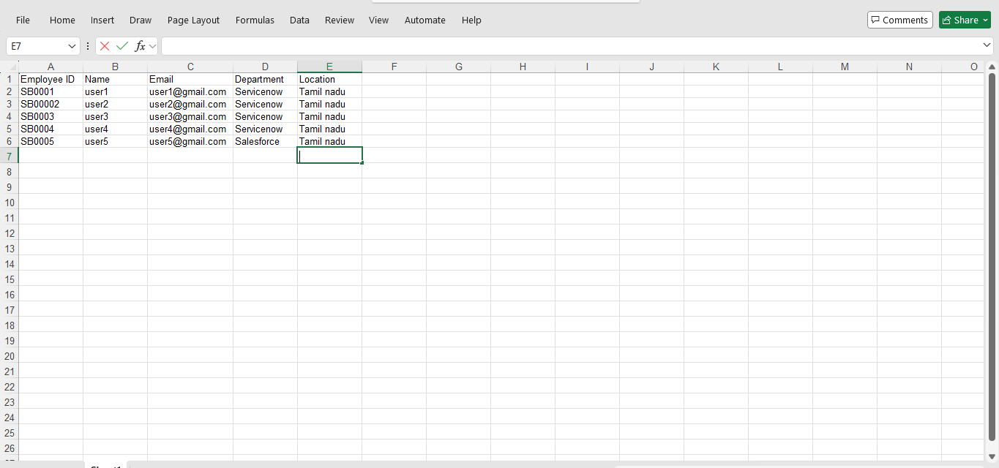 File Home Insert Draw Page Layout Formulas Data Review View Automate Help Comments Share
E7 fx
A B C D E F G H I J K L M N O
1 Employee ID Name Email Department Location
2 SB0001 user1 user1@gmail.com Servicenow Tamil nadu
3 SB00002 user2 user2@gmail.com Servicenow Tamil nadu
4 SB0003 user3 user3@gmail.com Servicenow Tamil nadu
5 SB0004 user4 user4@gmail.com Servicenow Tamil nadu
6 SB0005 user5 user5@gmail.com Salesforce Tamil nadu
7
8
9
10
11
12
13
14
15
16
17
18
19
20
21
22
23
24
25
26